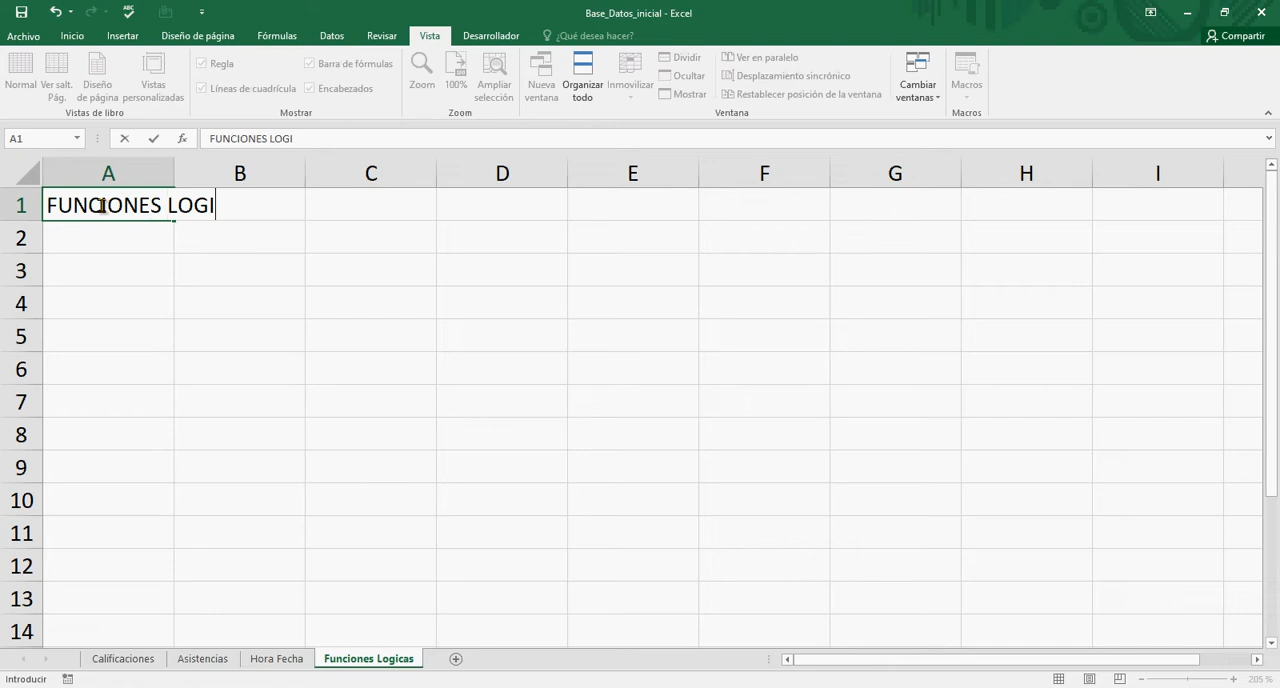 ABC
Base_Datos_inicial - Excel
Archivo Inicio Insertar Diseño de página Fórmulas Datos Revisar Vista Desarrollador ¿Qué desea hacer? Compartir
Normal
Ver salt. Pág.
Diseño de página
Vistas personalizadas
Vistas de libro
Regla
Barra de fórmulas
Líneas de cuadrícula
Encabezados
Mostrar
Zoom
100%
Ampliar selección
Zoom
Nueva ventana
Organizar todo
Inmovilizar
Dividir
Ocultar
Mostrar
Ver en paralelo
Desplazamiento sincrónico
Restablecer posición de la ventana
Cambiar ventanas
Ventana
Macros
Macros
A1 fx FUNCIONES LOGI
A B C D E F G H I
1 FUNCIONES LOGI
2
3
4
5
6
7
8
9
10
11
12
13
14
Calificaciones Asistencias Hora Fecha Funciones Logicas
Introducir 205 %